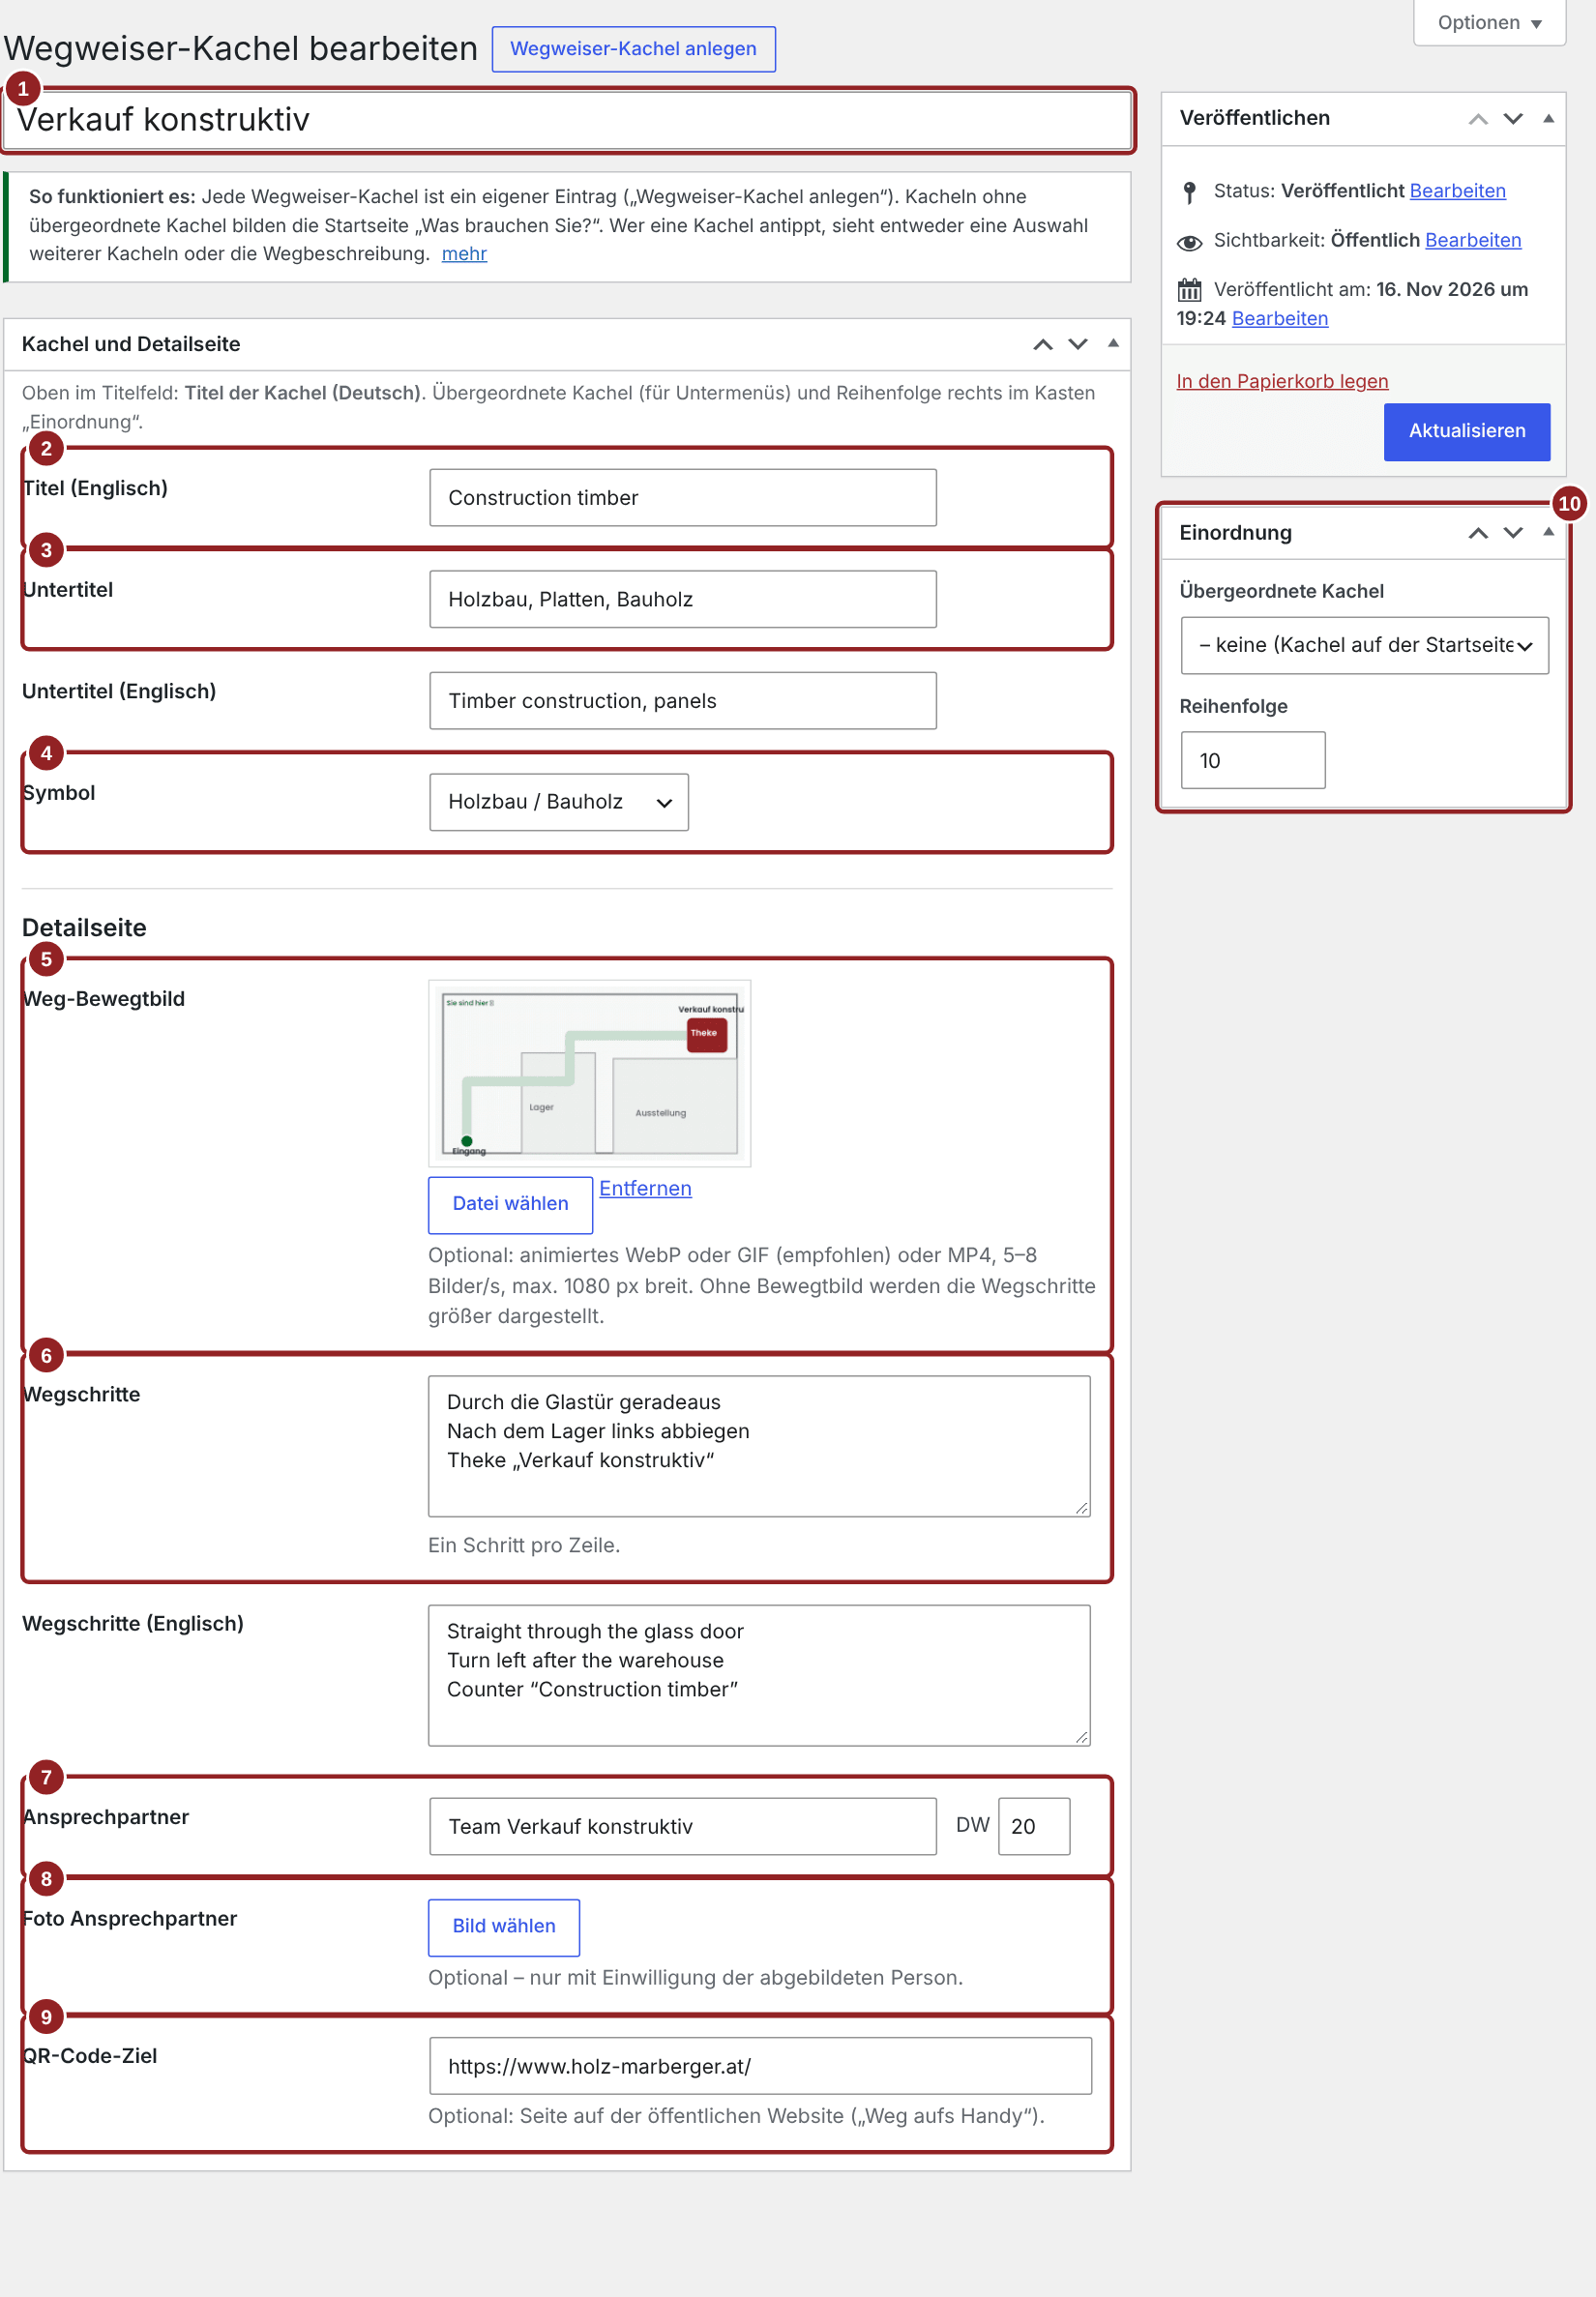 Optionen
Wegweiser-Kachel bearbeiten
Wegweiser-Kachel anlegen
1
Verkauf konstruktiv
So funktioniert es: Jede Wegweiser-Kachel ist ein eigener Eintrag („Wegweiser-Kachel anlegen“). Kacheln ohne
übergeordnete Kachel bilden die Startseite „Was brauchen Sie?“. Wer eine Kachel antippt, sieht entweder eine Auswahl
weiterer Kacheln oder die Wegbeschreibung. mehr
Kachel und Detailseite
Oben im Titelfeld: Titel der Kachel (Deutsch). Übergeordnete Kachel (für Untermenüs) und Reihenfolge rechts im Kasten
„Einordnung“.
2
Titel (Englisch)
Construction timber
3
Untertitel
Holzbau, Platten, Bauholz
Untertitel (Englisch)
Timber construction, panels
4
Symbol
Holzbau / Bauholz
Detailseite
5
Weg-Bewegtbild
Sie sind hier
Verkauf konstru
Theke
Lager
Ausstellung
Eingang
Datei wählen
Entfernen
Optional: animiertes WebP oder GIF (empfohlen) oder MP4, 5–8
Bilder/s, max. 1080 px breit. Ohne Bewegtbild werden die Wegschritte
größer dargestellt.
6
Wegschritte
Durch die Glastür geradeaus
Nach dem Lager links abbiegen
Theke „Verkauf konstruktiv“
Ein Schritt pro Zeile.
Wegschritte (Englisch)
Straight through the glass door
Turn left after the warehouse
Counter “Construction timber”
7
Ansprechpartner
Team Verkauf konstruktiv
DW
20
8
Foto Ansprechpartner
Bild wählen
Optional – nur mit Einwilligung der abgebildeten Person.
9
QR-Code-Ziel
https://www.holz-marberger.at/
Optional: Seite auf der öffentlichen Website („Weg aufs Handy“).
Veröffentlichen
Status: Veröffentlicht Bearbeiten
Sichtbarkeit: Öffentlich Bearbeiten
Veröffentlicht am: 16. Nov 2026 um
19:24 Bearbeiten
In den Papierkorb legen
Aktualisieren
10
Einordnung
Übergeordnete Kachel
– keine (Kachel auf der Startseite
Reihenfolge
10